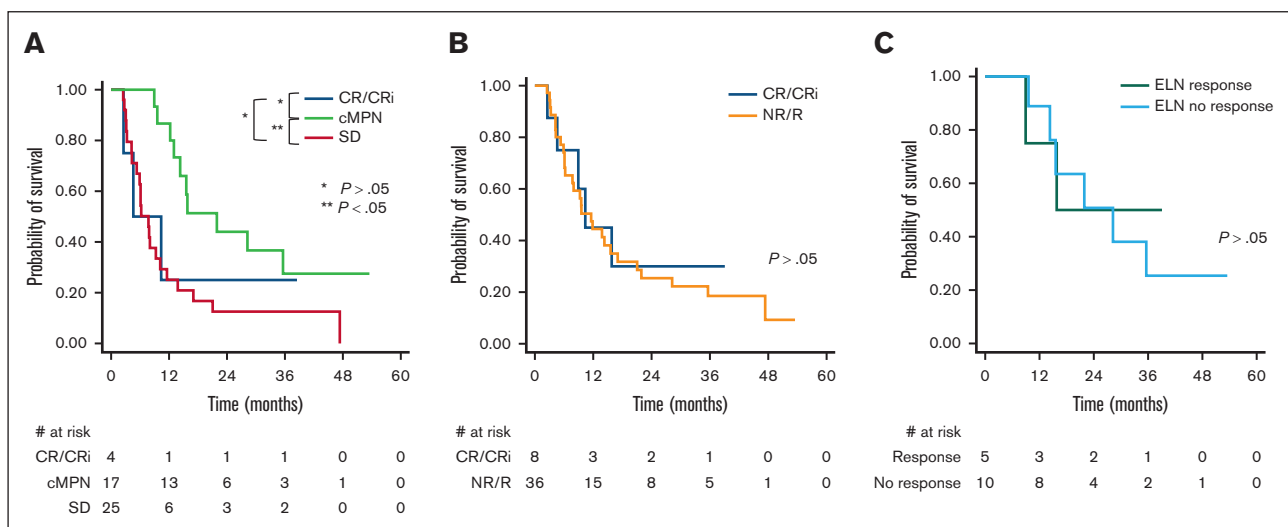 A
Probability of survival
1.00
0.80
0.60
0.40
0.20
0.00
0 12 24 36 48 60
Time (months)
* * **
CR/CRi
cMPN
SD
* P > .05
** P < .05
# at risk
CR/CRi 4 1 1 1 0 0
cMPN 17 13 6 3 1 0
SD 25 6 3 2 0 0
B
Probability of survival
1.00
0.80
0.60
0.40
0.20
0.00
0 12 24 36 48 60
Time (months)
CR/CRi
NR/R
P > .05
# at risk
CR/CRi 8 3 2 1 0 0
NR/R 36 15 8 5 1 0
C
Probability of survival
1.00
0.80
0.60
0.40
0.20
0.00
0 12 24 36 48 60
Time (months)
ELN response
ELN no response
P > .05
# at risk
Response 5 3 2 1 0 0
No response 10 8 4 2 1 0